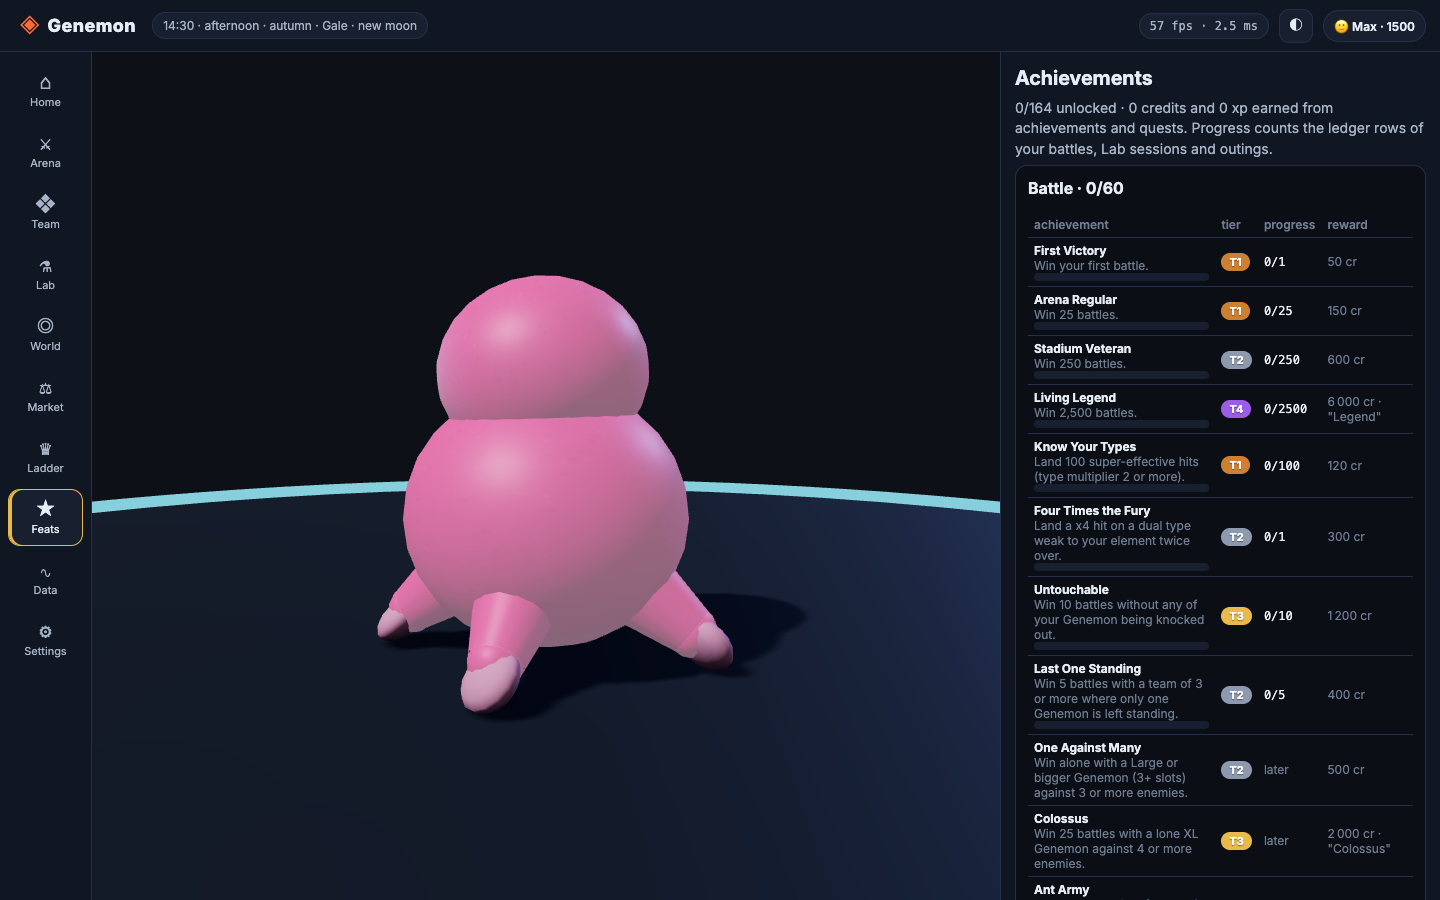 Genemon
14:30 · afternoon · autumn · Gale · new moon
57 fps · 2.5 ms
Max · 1500
Home
Arena
Team
Lab
World
Market
Ladder
Feats
Data
Settings
Achievements
0/164 unlocked · 0 credits and 0 xp earned from
achievements and quests. Progress counts the ledger rows of
your battles, Lab sessions and outings.
Battle · 0/60
achievement tier progress reward
First Victory
Win your first battle.
T1 0/1 50 cr
Arena Regular
Win 25 battles.
T1 0/25 150 cr
Stadium Veteran
Win 250 battles.
T2 0/250 600 cr
Living Legend
Win 2,500 battles.
T4 0/2500 6 000 cr ·
"Legend"
Know Your Types
Land 100 super-effective hits
(type multiplier 2 or more).
T1 0/100 120 cr
Four Times the Fury
Land a x4 hit on a dual type
weak to your element twice
over.
T2 0/1 300 cr
Untouchable
Win 10 battles without any of
your Genemon being knocked
out.
T3 0/10 1 200 cr
Last One Standing
Win 5 battles with a team of 3
or more where only one
Genemon is left standing.
T2 0/5 400 cr
One Against Many
Win alone with a Large or
bigger Genemon (3+ slots)
against 3 or more enemies.
T2 later 500 cr
Colossus
Win 25 battles with a lone XL
Genemon against 4 or more
enemies.
T3 later 2 000 cr ·
"Colossus"
Ant Army